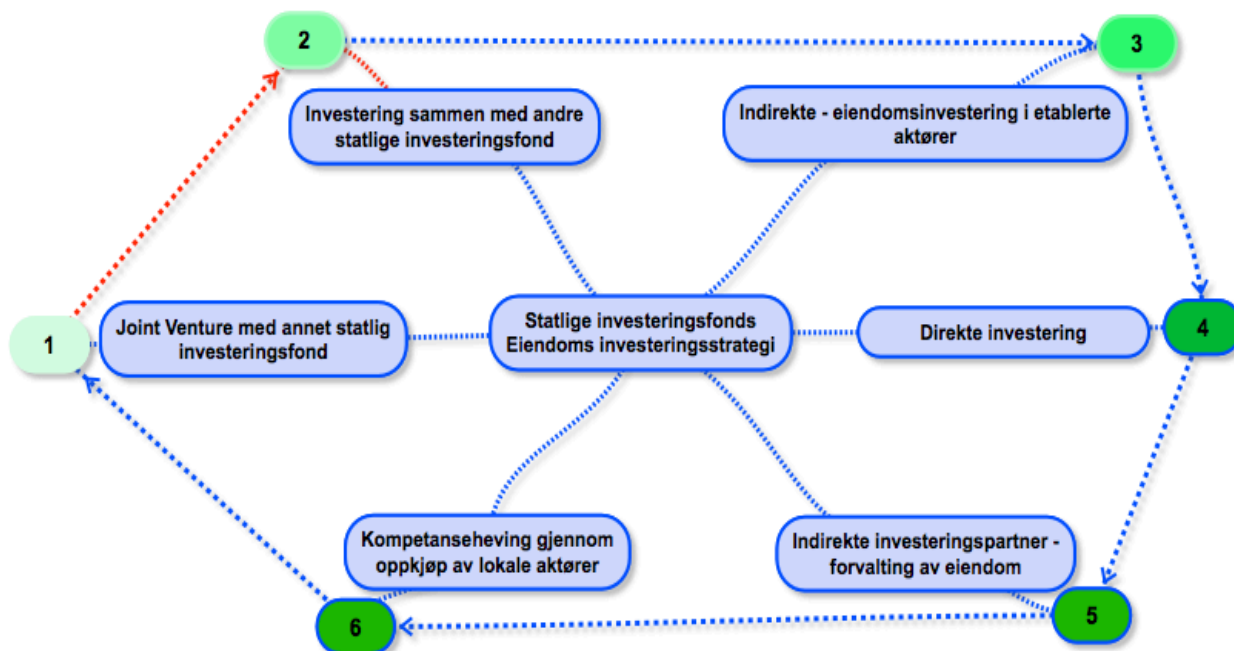 2
3
Investering sammen med andre
statlige investeringsfond
Indirekte - eiendomsinvestering i etablerte
aktører
1
Joint Venture med annet statlig
investeringsfond
Statlige investeringsfonds
Eiendoms investeringsstrategi
Direkte investering
4
Kompetanseheving gjennom
oppkjøp av lokale aktører
Indirekte investeringspartner -
forvalting av eiendom
6
5